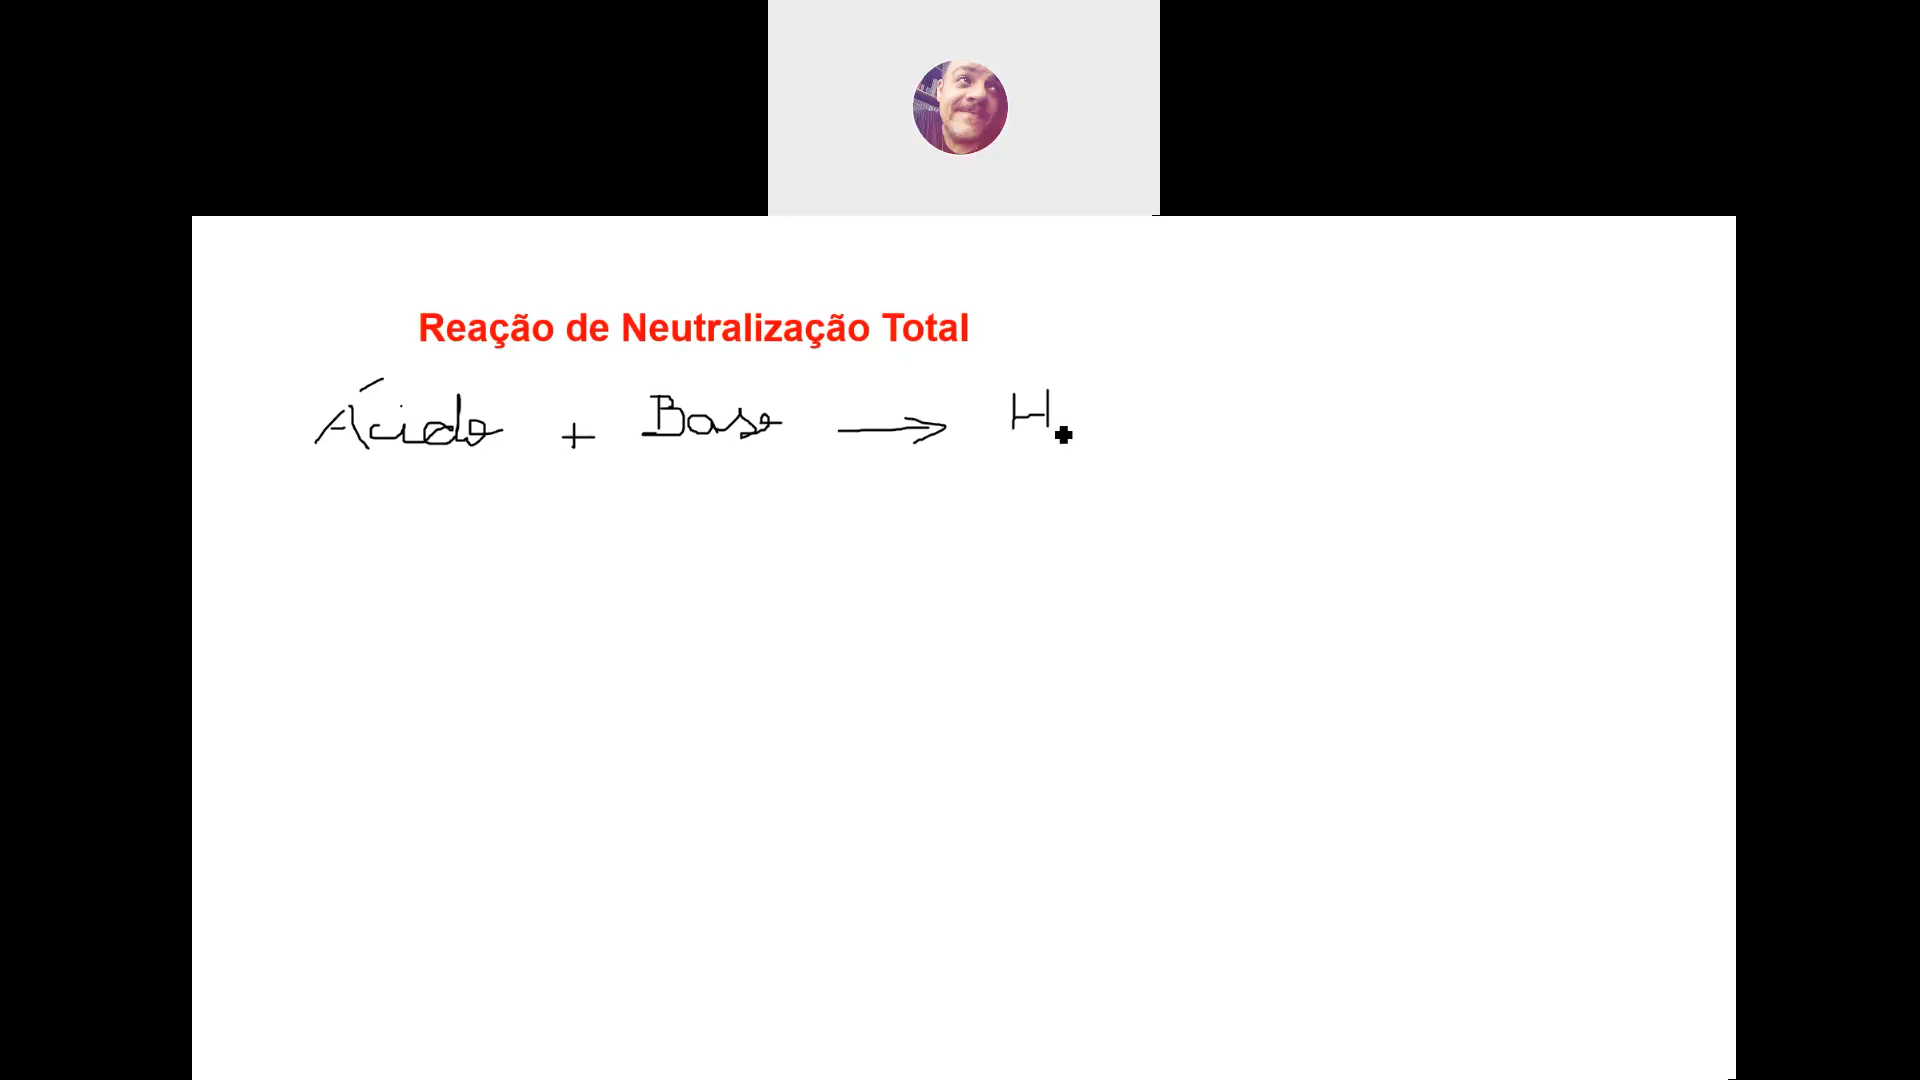 Reação de Neutralização Total
Ácido + Base → H